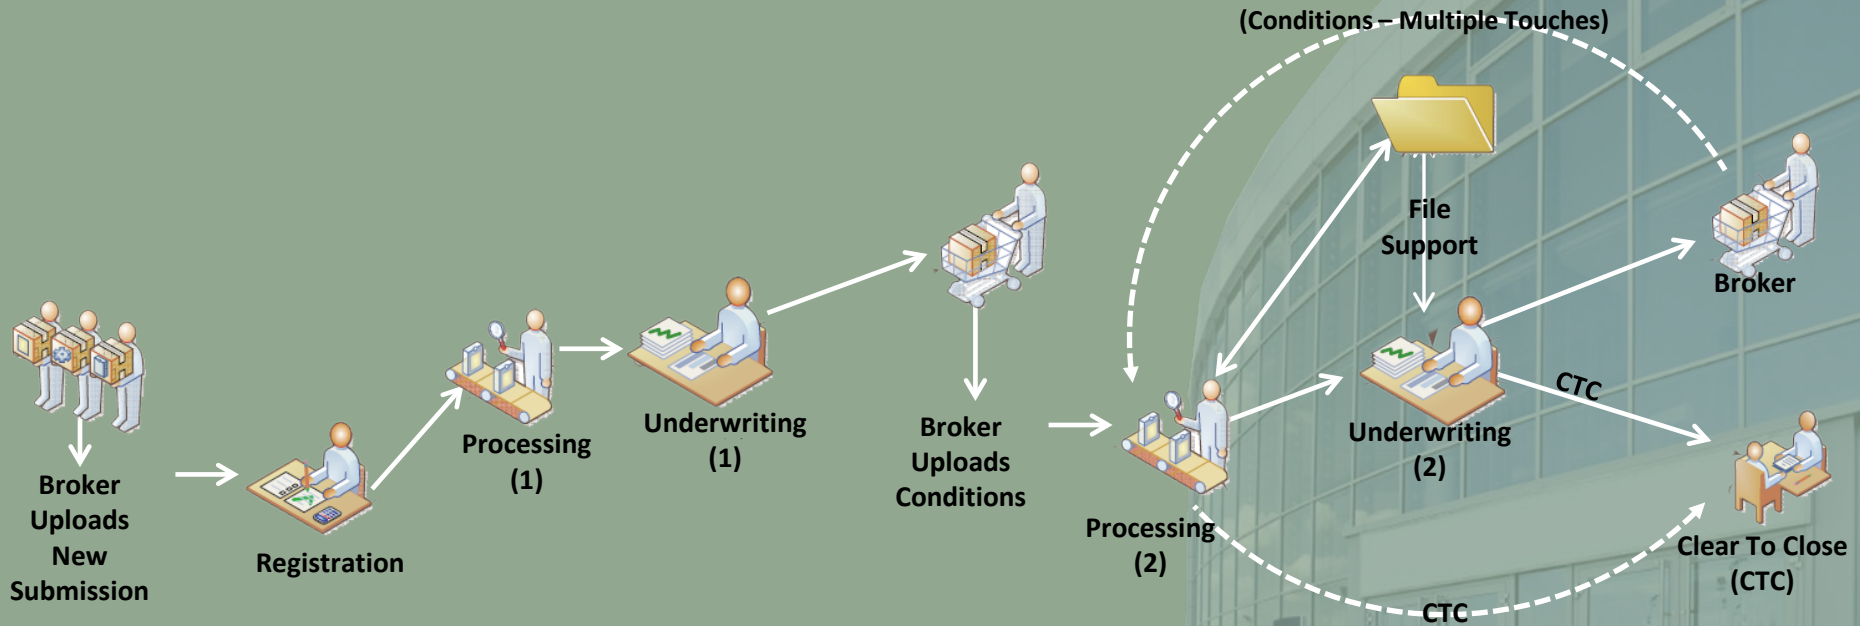 (Conditions – Multiple Touches)
File
Support
Broker
CTC
Broker
Uploads
New
Submission
Registration
Processing
(1)
Underwriting
(1)
Broker
Uploads
Conditions
Processing
(2)
Underwriting
(2)
Clear To Close
(CTC)
CTC